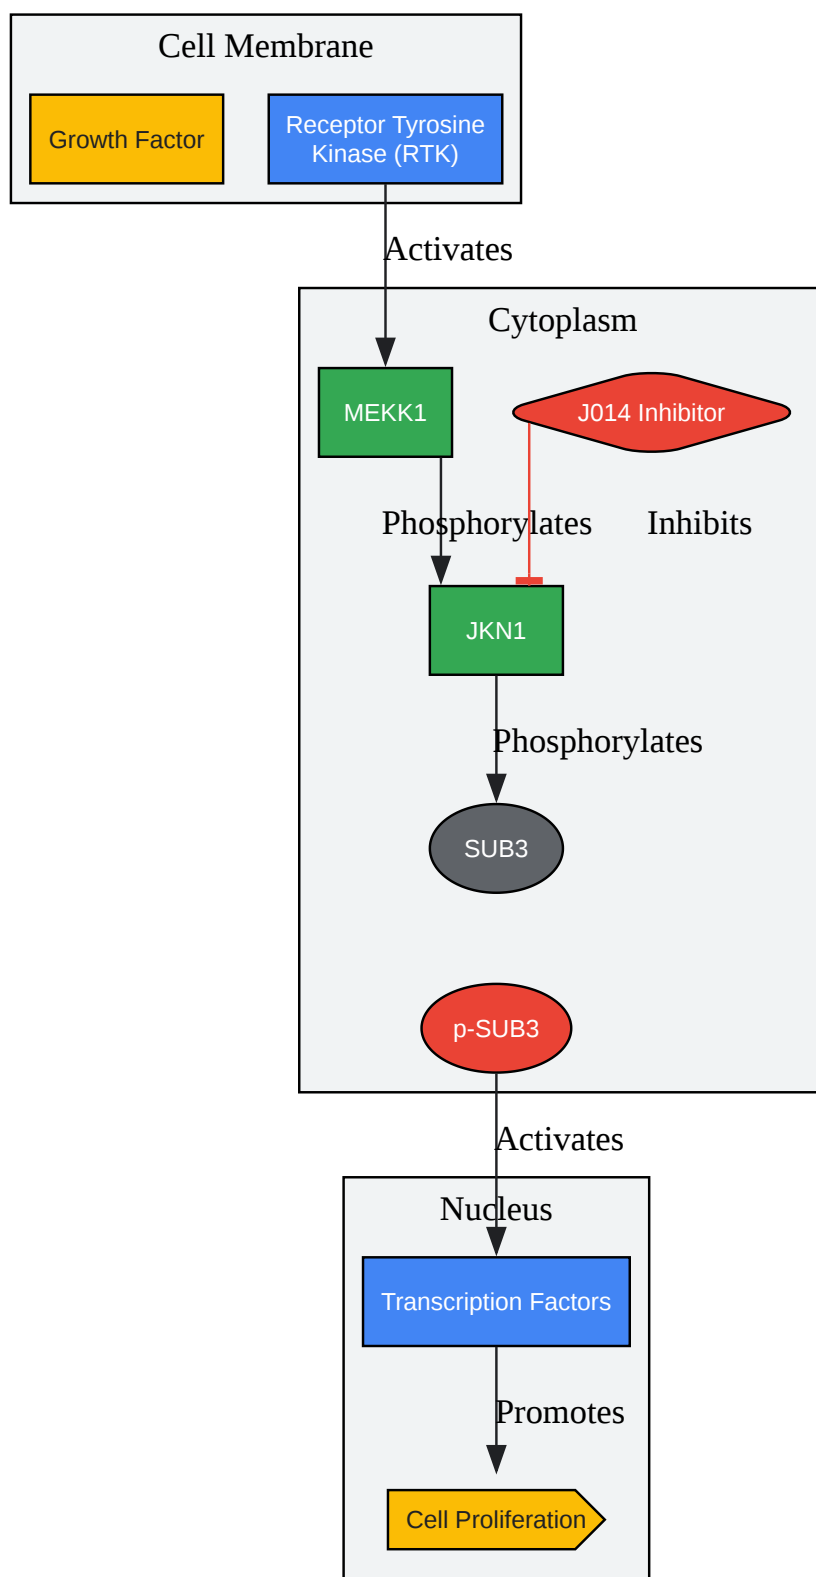 Cell Membrane
Growth Factor
Receptor Tyrosine
Kinase (RTK)
Activates
Cytoplasm
MEKK1
J014 Inhibitor
Phosphorylates
Inhibits
JKN1
Phosphorylates
SUB3
p-SUB3
Activates
Nucleus
Transcription Factors
Promotes
Cell Proliferation